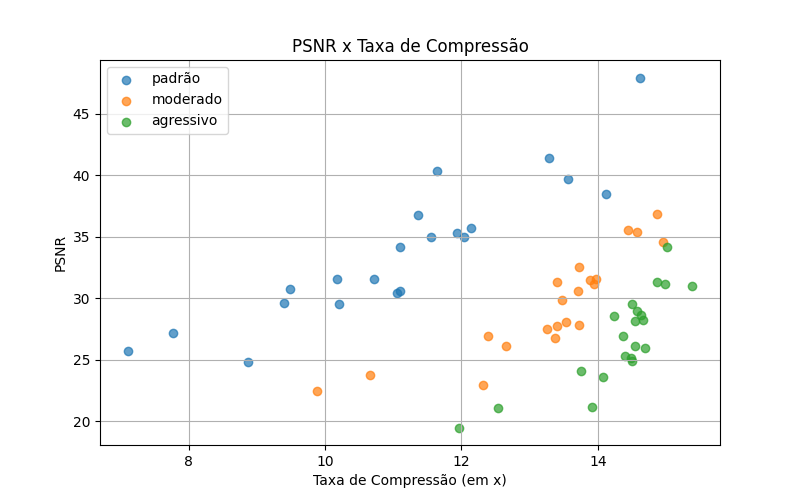 PSNR x Taxa de Compressão
padrão
moderado
agressivo
45
40
35
30
25
20
PSNR
8 10 12 14
Taxa de Compressão (em x)